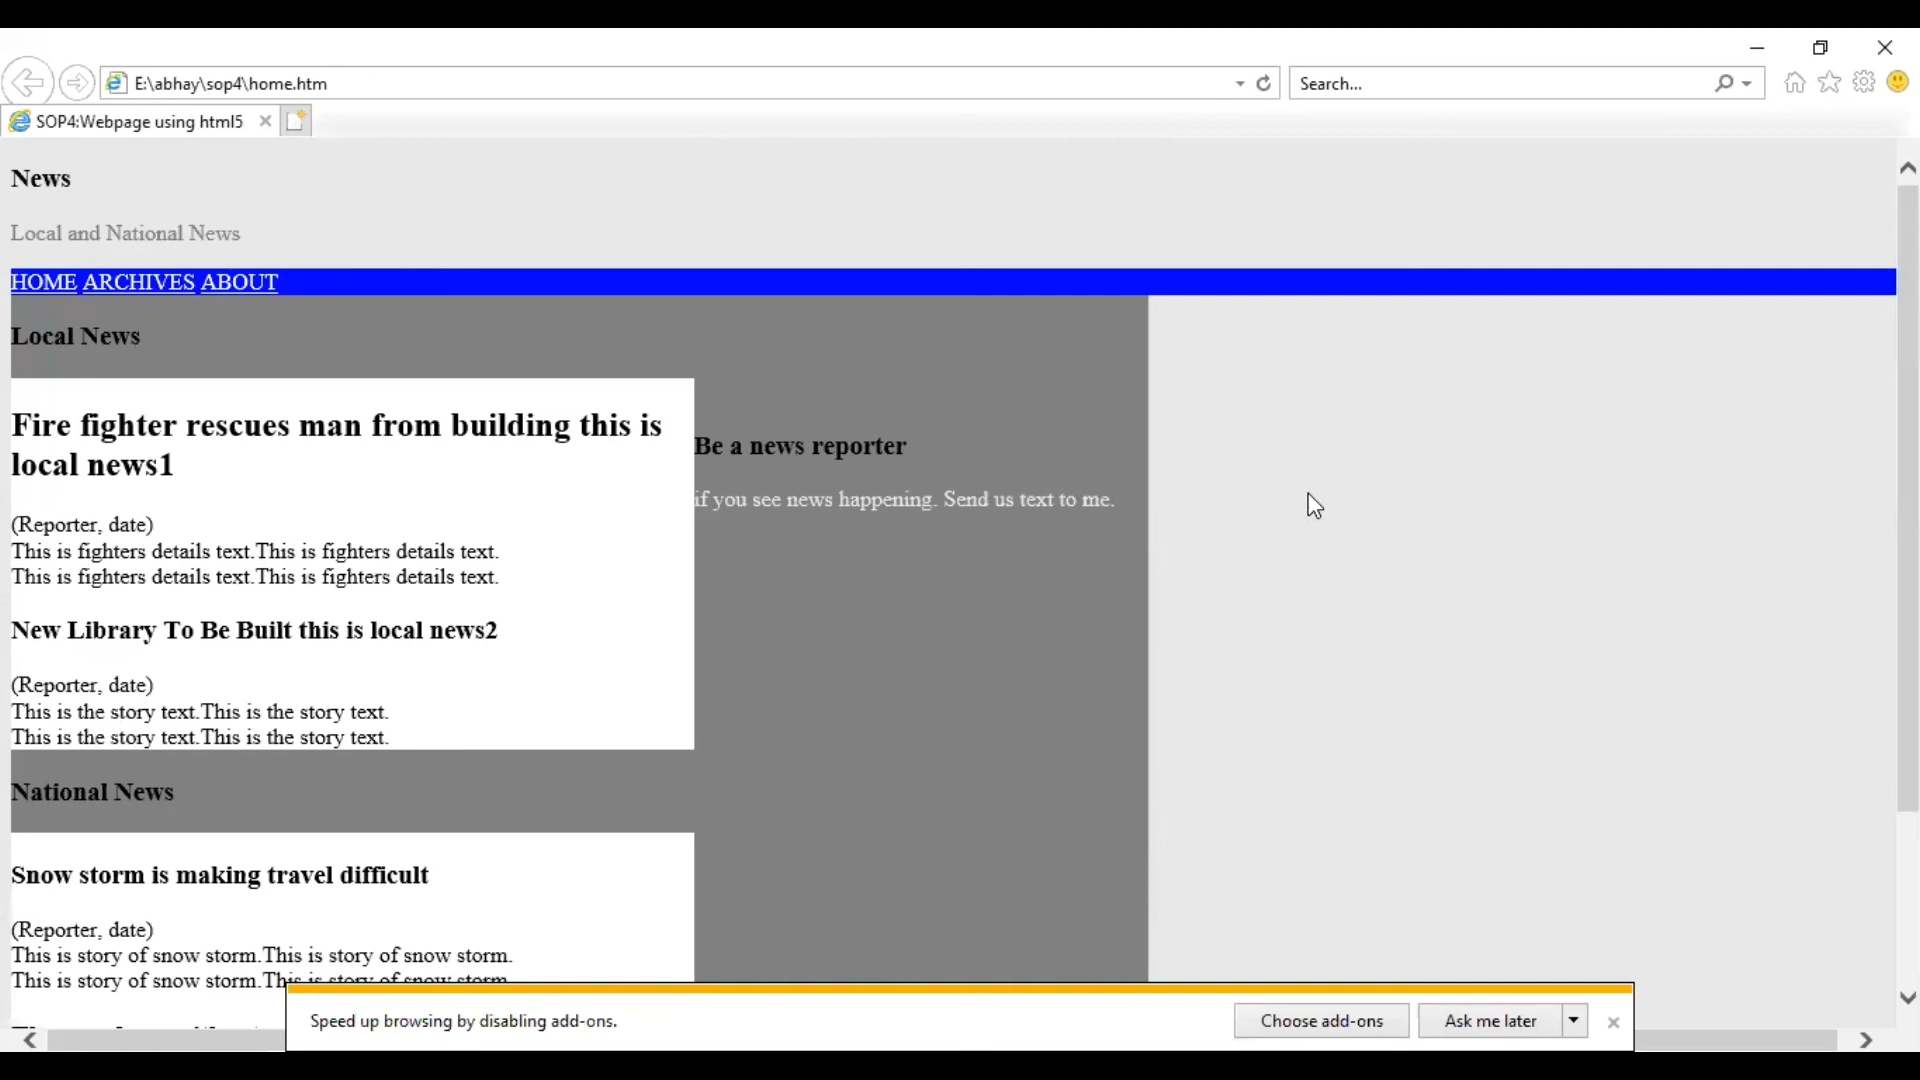 E:\abhay\sop4\home.htm
Search...
SOP4:Webpage using html5
News
Local and National News
HOME ARCHIVES ABOUT
Local News
Fire fighter rescues man from building this is
local news1
(Reporter, date)
This is fighters details text.This is fighters details text.
This is fighters details text.This is fighters details text.
New Library To Be Built this is local news2
(Reporter, date)
This is the story text.This is the story text.
This is the story text.This is the story text.
Be a news reporter
if you see news happening. Send us text to me.
National News
Snow storm is making travel difficult
(Reporter, date)
This is story of snow storm.This is story of snow storm.
This is story of snow storm.This is story of snow storm.
Speed up browsing by disabling add-ons.
Choose add-ons
Ask me later